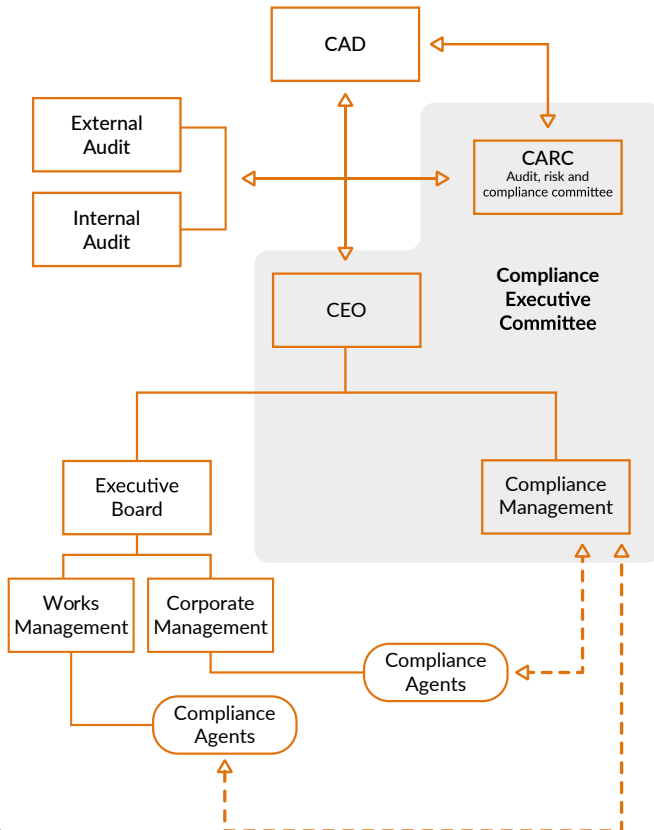 CAD
External
Audit
CARC
Audit, risk and
compliance committee
Internal
Audit
Compliance
Executive
Committee
CEO
Executive
Board
Compliance
Management
Works
Management
Corporate
Management
Compliance
Agents
Compliance
Agents